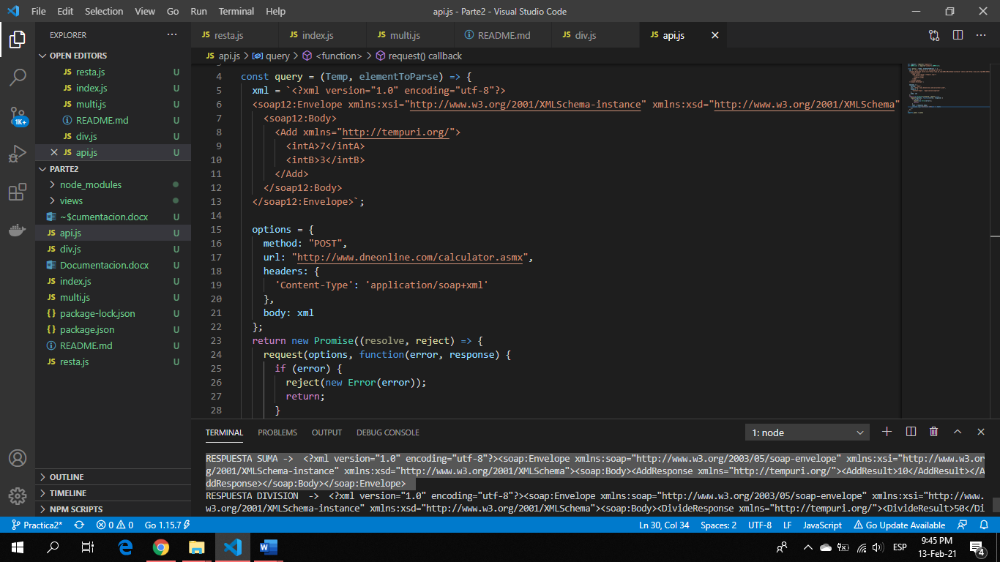 File Edit Selection View Go Run Terminal Help
api.js - Parte2 - Visual Studio Code
EXPLORER
OPEN EDITORS
JS resta.js U
JS index.js U
JS multi.js U
README.md U
JS div.js U
JS api.js U
PARTE2
node_modules
views
~$cumentacion.docx U
JS api.js U
JS div.js U
Documentacion.docx U
JS index.js U
JS multi.js U
{} package-lock.json U
{} package.json U
README.md U
JS resta.js U
OUTLINE
TIMELINE
NPM SCRIPTS
1K+
JS resta.js JS index.js JS multi.js README.md JS div.js JS api.js
JS api.js > query > <function> > request() callback
4 const query = (Temp, elementToParse) => {
5 xml = `<?xml version="1.0" encoding="utf-8"?>
6 <soap12:Envelope xmlns:xsi="http://www.w3.org/2001/XMLSchema-instance" xmlns:xsd="http://www.w3.org/2001/XMLSchema"
7 <soap12:Body>
8 <Add xmlns="http://tempuri.org/">
9 <intA>7</intA>
10 <intB>3</intB>
11 </Add>
12 </soap12:Body>
13 </soap12:Envelope>`;
14
15 options = {
16 method: "POST",
17 url: "http://www.dneonline.com/calculator.asmx",
18 headers: {
19 'Content-Type': 'application/soap+xml'
20 },
21 body: xml
22 };
23 return new Promise((resolve, reject) => {
24 request(options, function(error, response) {
25 if (error) {
26 reject(new Error(error));
27 return;
28 }
TERMINAL PROBLEMS OUTPUT DEBUG CONSOLE
1: node
RESPUESTA SUMA -> <?xml version="1.0" encoding="utf-8"?><soap:Envelope xmlns:soap="http://www.w3.org/2003/05/soap-envelope" xmlns:xsi="http://www.w3.or
g/2001/XMLSchema-instance" xmlns:xsd="http://www.w3.org/2001/XMLSchema"><soap:Body><AddResponse xmlns="http://tempuri.org/"><AddResult>10</AddResult></A
ddResponse></soap:Body></soap:Envelope>
RESPUESTA DIVISION -> <?xml version="1.0" encoding="utf-8"?><soap:Envelope xmlns:soap="http://www.w3.org/2003/05/soap-envelope" xmlns:xsi="http://www.
w3.org/2001/XMLSchema-instance" xmlns:xsd="http://www.w3.org/2001/XMLSchema"><soap:Body><DivideResponse xmlns="http://tempuri.org/"><DivideResult>50</Di
Practica2* 0 0 Go 1.15.7 Ln 30, Col 34 Spaces: 2 UTF-8 LF JavaScript Go Update Available
ESP
9:45 PM
13-Feb-21
4